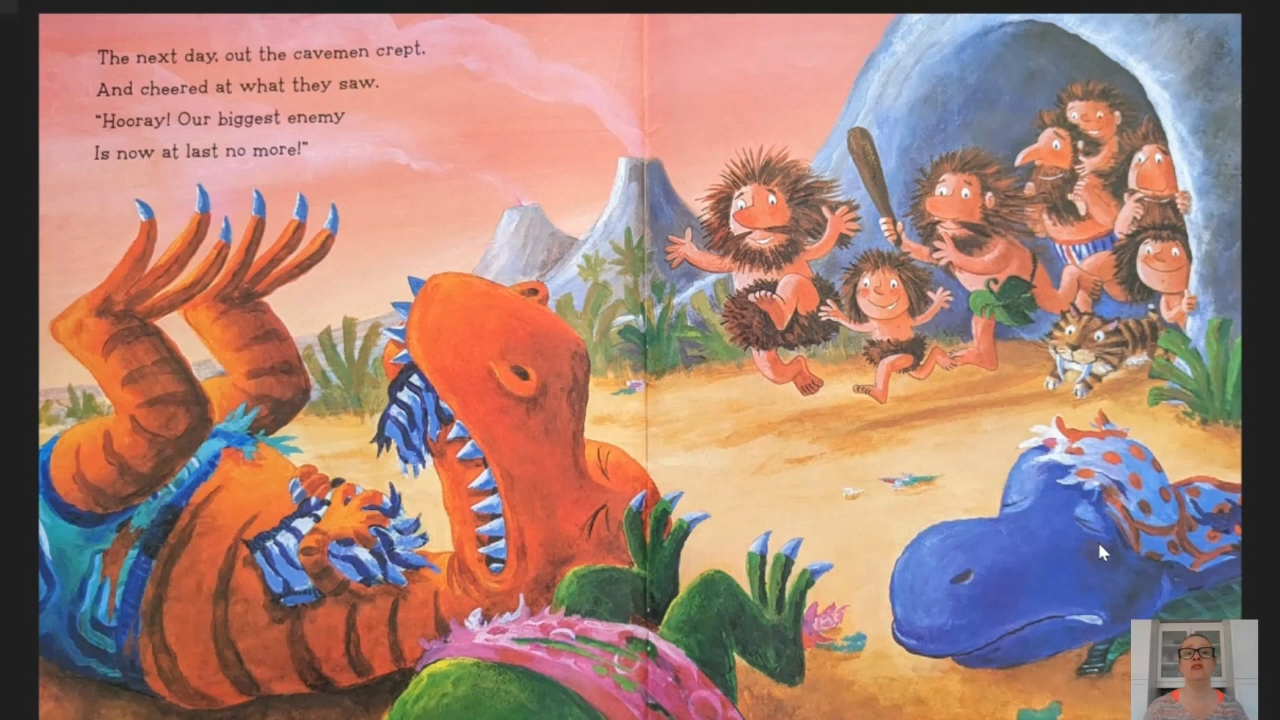 The next day, out the cavemen crept,
And cheered at what they saw.
"Hooray! Our biggest enemy
Is now at last no more!"